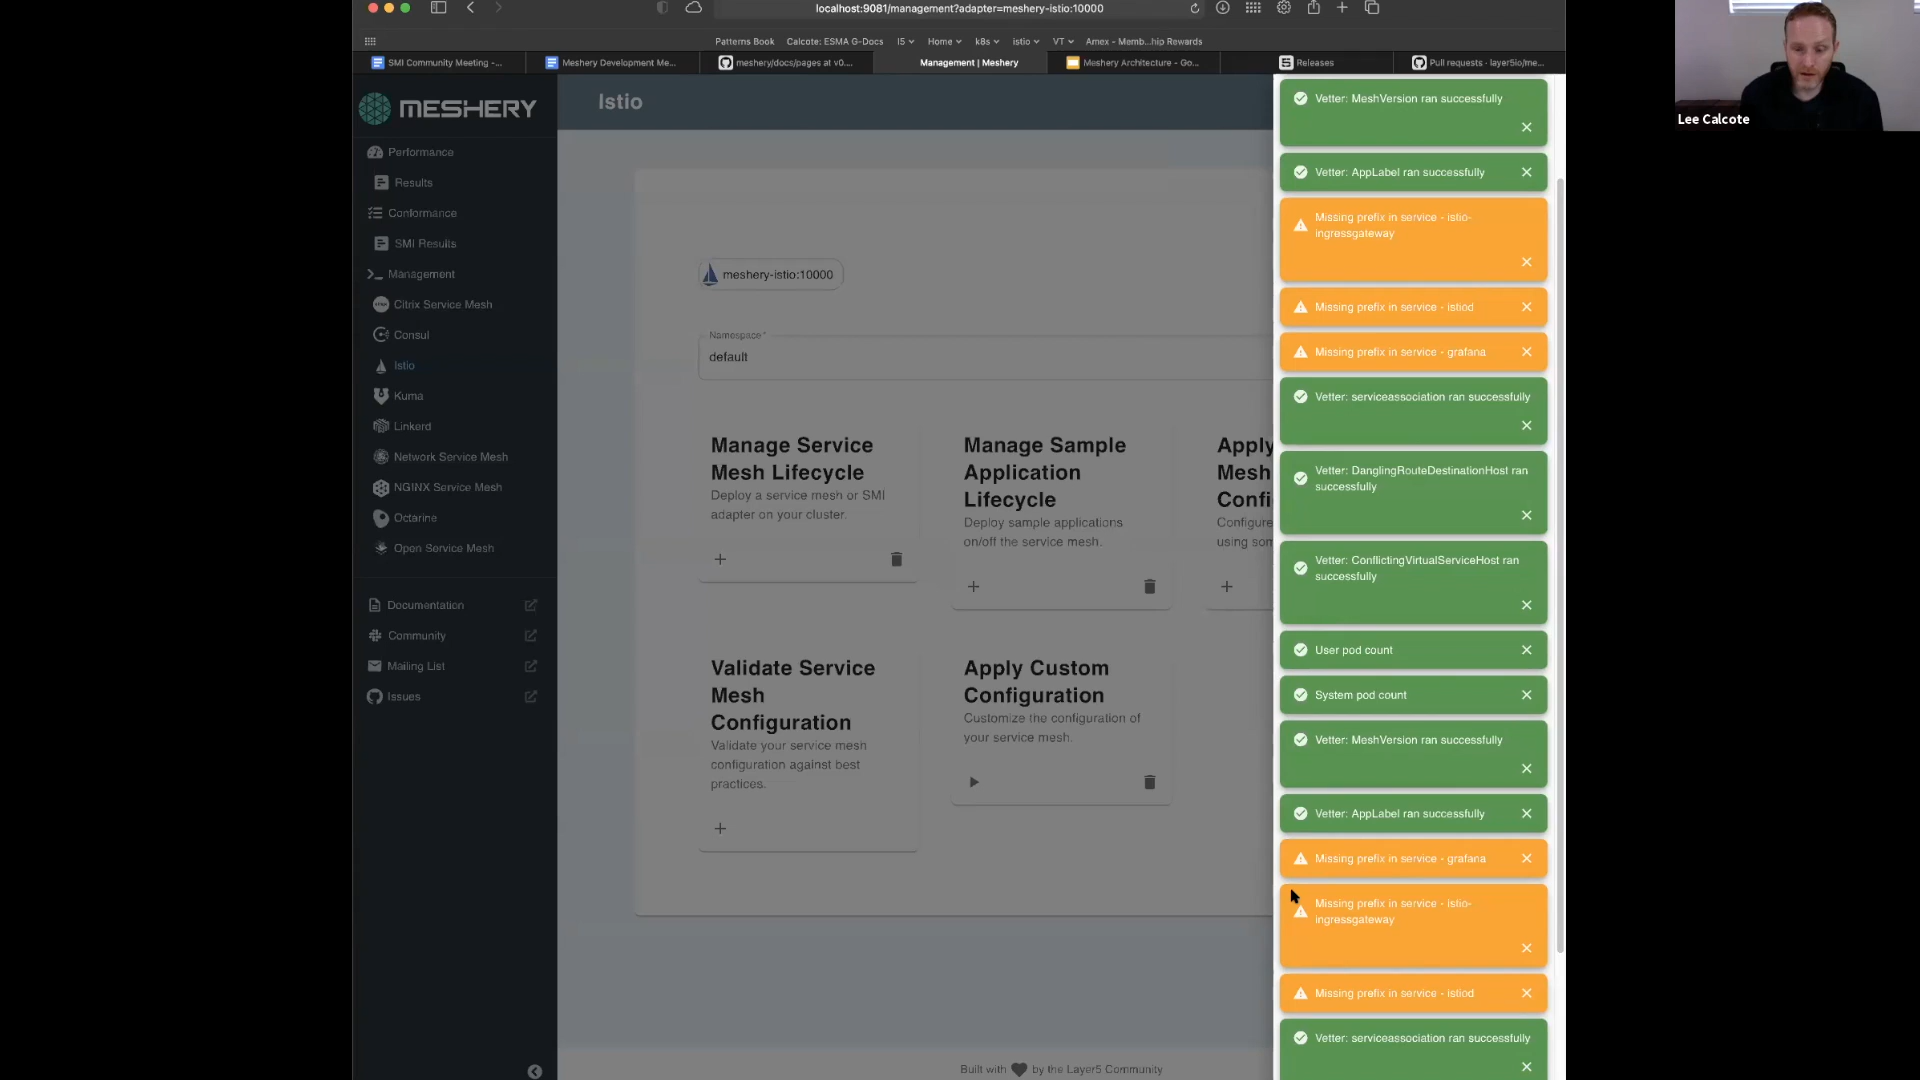 localhost:9081/management?adapter=meshery-istio:10000
Patterns Book
Calcote: ESMA G-Docs
l5
Home
k8s
istio
VT
Amex - Memb...hip Rewards
SMI Community Meeting -...
Meshery Development Me...
meshery/docs/pages at v0....
Management | Meshery
Meshery Architecture - Go...
Releases
Pull requests · layer5io/me...
MESHERY
Performance
Results
Conformance
SMI Results
Management
Citrix Service Mesh
Consul
Istio
Kuma
Linkerd
Network Service Mesh
NGINX Service Mesh
Octarine
Open Service Mesh
Documentation
Community
Mailing List
Issues
Istio
meshery-istio:10000
Namespace *
default
Manage Service
Mesh Lifecycle
Deploy a service mesh or SMI
adapter on your cluster.
Manage Sample
Application
Lifecycle
Deploy sample applications
on/off the service mesh.
Apply
Mesh
Confi
Configure
using som
Validate Service
Mesh
Configuration
Validate your service mesh
configuration against best
practices.
Apply Custom
Configuration
Customize the configuration of
your service mesh.
Built with
by the Layer5 Community
Vetter: MeshVersion ran successfully
Vetter: AppLabel ran successfully
Missing prefix in service - istio-
ingressgateway
Missing prefix in service - istiod
Missing prefix in service - grafana
Vetter: serviceassociation ran successfully
Vetter: DanglingRouteDestinationHost ran
successfully
Vetter: ConflictingVirtualServiceHost ran
successfully
User pod count
System pod count
Vetter: MeshVersion ran successfully
Vetter: AppLabel ran successfully
Missing prefix in service - grafana
Missing prefix in service - istio-
ingressgateway
Missing prefix in service - istiod
Vetter: serviceassociation ran successfully
Lee Calcote